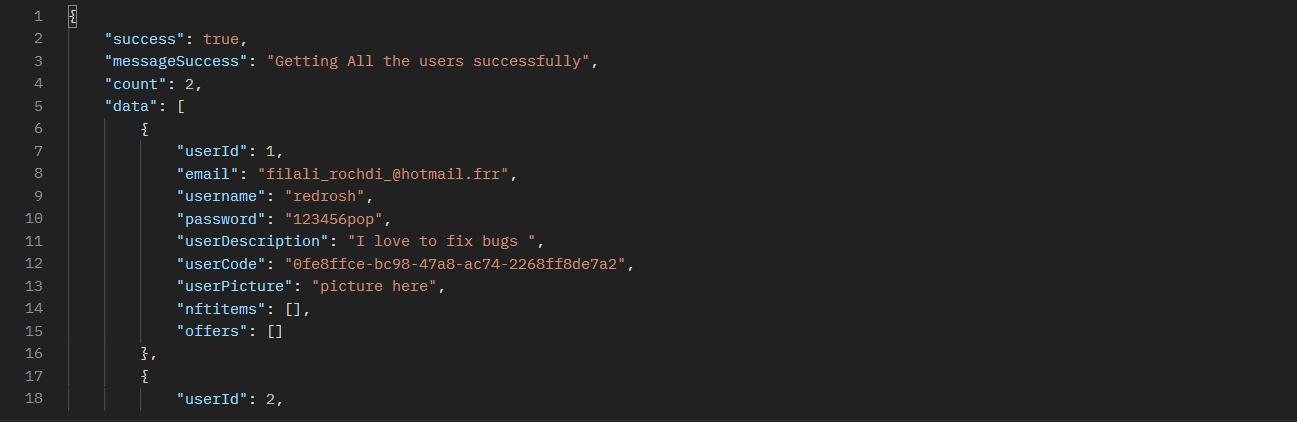 1 {
2 "success": true,
3 "messageSuccess": "Getting All the users successfully",
4 "count": 2,
5 "data": [
6 {
7 "userId": 1,
8 "email": "filali_rochdi_@hotmail.frr",
9 "username": "redrosh",
10 "password": "123456pop",
11 "userDescription": "I love to fix bugs ",
12 "userCode": "0fe8ffce-bc98-47a8-ac74-2268ff8de7a2",
13 "userPicture": "picture here",
14 "nftitems": [],
15 "offers": []
16 },
17 {
18 "userId": 2,